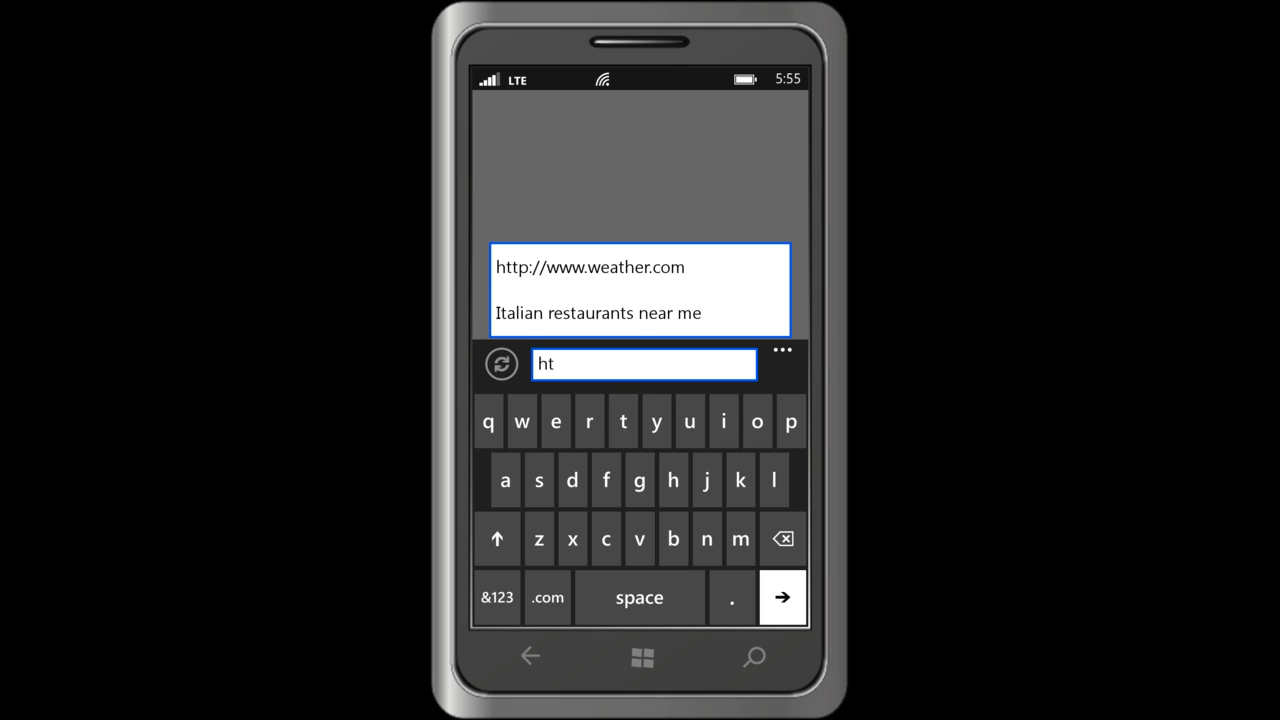 LTE 5:55
http://www.weather.com
Italian restaurants near me
ht
q w e r t y u i o p
a s d f g h j k l
z x c v b n m
&123 .com space .